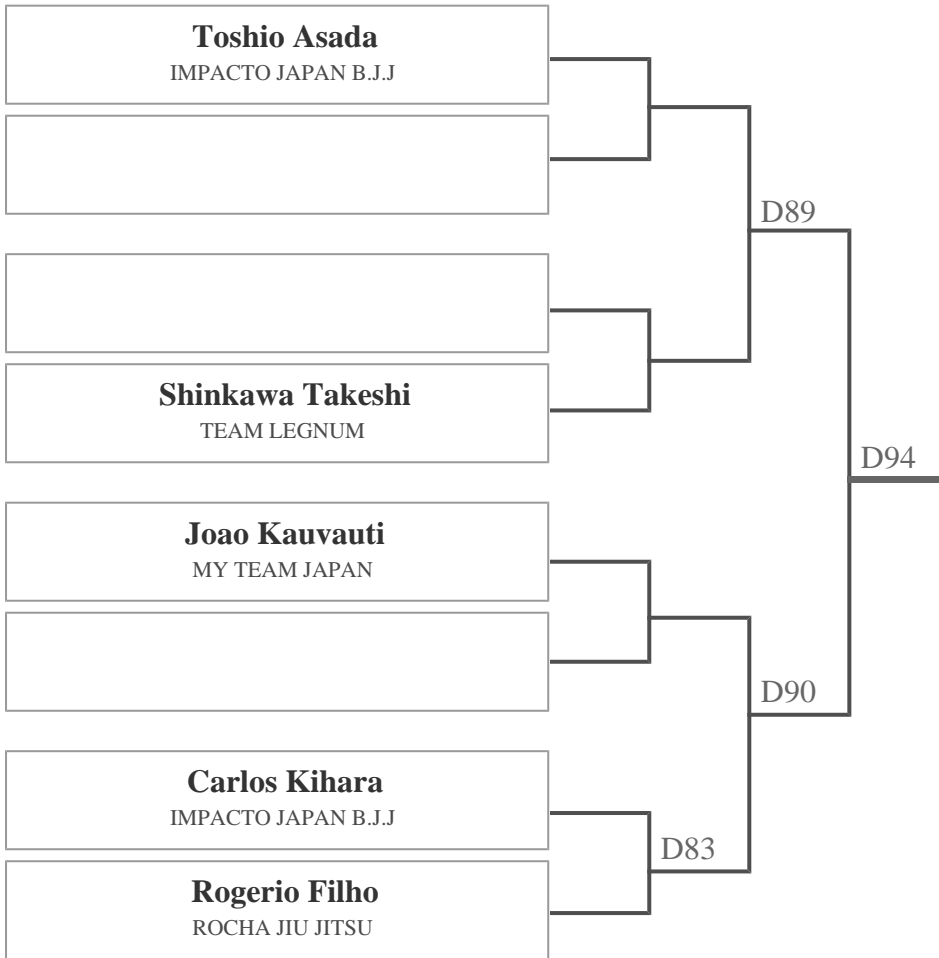 Toshio Asada
IMPACTO JAPAN B.J.J
D89
Shinkawa Takeshi
TEAM LEGNUM
D94
Joao Kauvauti
MY TEAM JAPAN
D90
Carlos Kihara
IMPACTO JAPAN B.J.J
D83
Rogerio Filho
ROCHA JIU JITSU